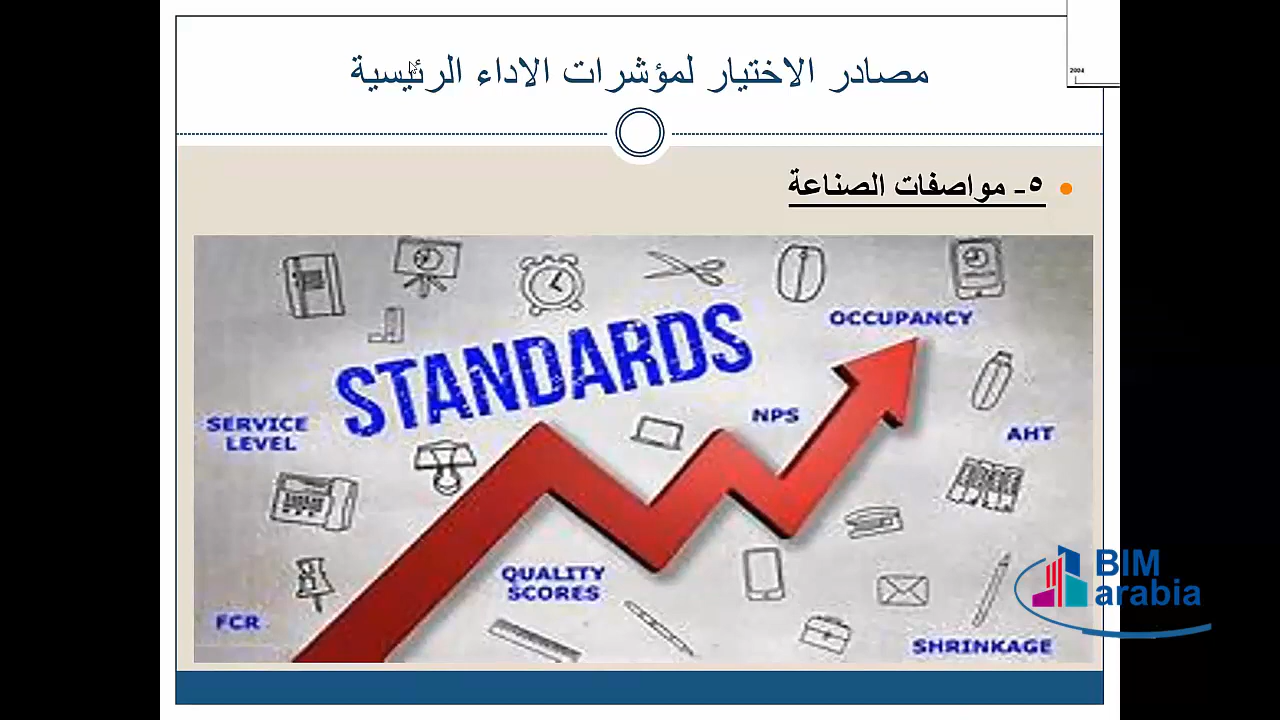 مصادر الاختيار لمؤشرات الاداء الرئيسية
2004
٥- مواصفات الصناعة
STANDARDS
OCCUPANCY
SERVICE
LEVEL
NPS
AHT
QUALITY
SCORES
FCR
SHRINKAGE
BIM
arabia